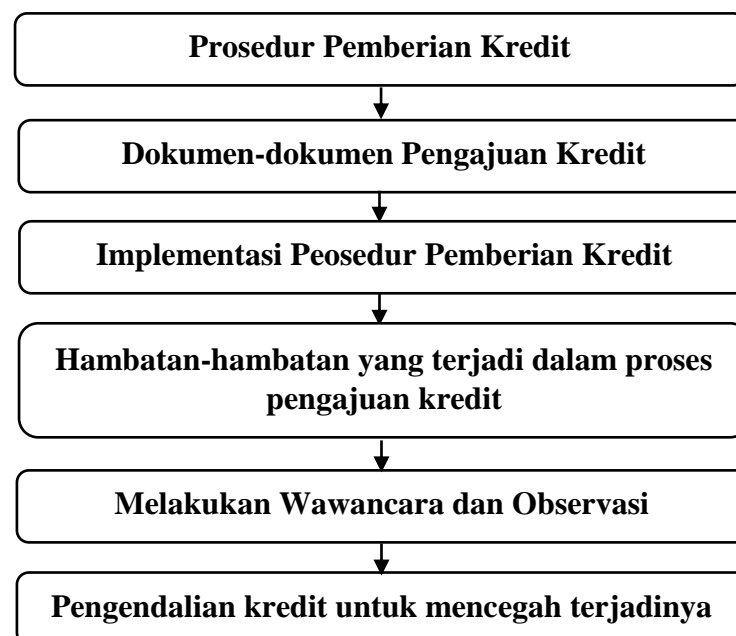 Prosedur Pemberian Kredit
Dokumen-dokumen Pengajuan Kredit
Implementasi Peosedur Pemberian Kredit
Hambatan-hambatan yang terjadi dalam proses
pengajuan kredit
Melakukan Wawancara dan Observasi
Pengendalian kredit untuk mencegah terjadinya